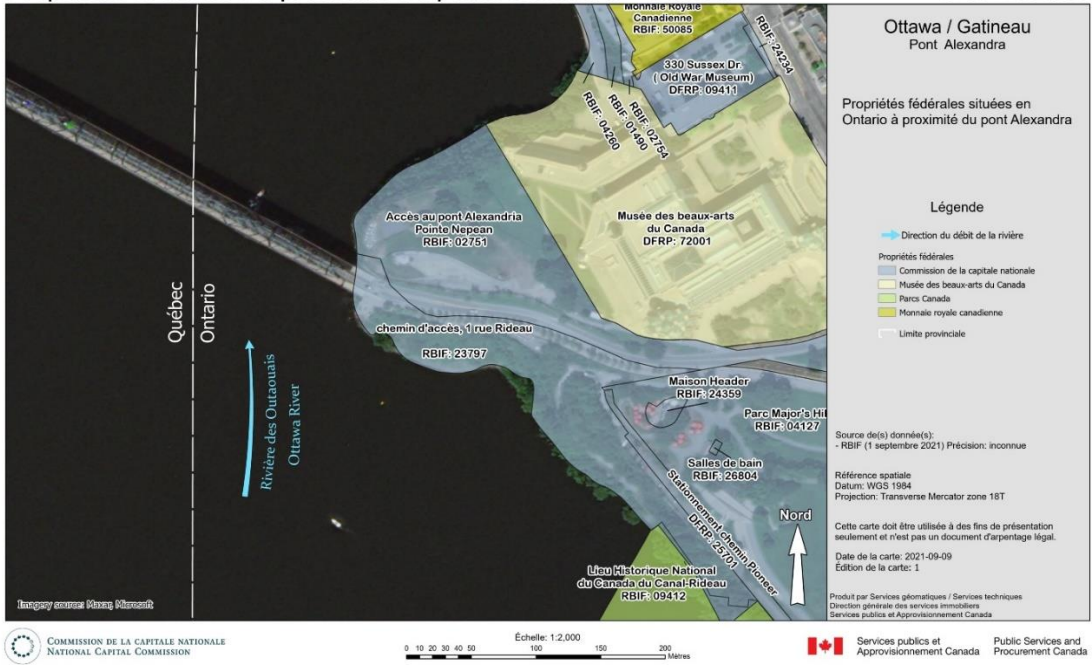 Monnaie Royale
Canadienne
RBIF: 50085
330 Sussex Dr.
( Old War Museum)
DFRP: 09411
RBIF: 24234
RBIF: 04260
RBIF: 01490
RBIF: 02754
Accès au pont Alexandria
Pointe Nepean
RBIF: 02751
Musée des beaux-arts
du Canada
DFRP: 72001
Québec
Ontario
chemin d'accès, 1 rue Rideau
RBIF: 23797
Rivière des Outaouais
Ottawa River
Maison Header
RBIF: 24359
Parc Major's Hil
RBIF: 04127
Salles de bain
RBIF: 26804
Stationnement chemin Pioneer
DFRP: 25701
Nord
Lieu Historique National
du Canada du Canal-Rideau
RBIF: 09412
Imagery source: Maxar, Microsoft
Ottawa / Gatineau
Pont Alexandra
Propriétés fédérales situées en
Ontario à proximité du pont Alexandra
Légende
Direction du débit de la rivière
Propriétés fédérales
Commission de la capitale nationale
Musée des beaux-arts du Canada
Parcs Canada
Monnaie royale canadienne
Limite provinciale
Source de(s) donnée(s):
- RBIF (1 septembre 2021) Précision: inconnue
Référence spatiale
Datum: WGS 1984
Projection: Transverse Mercator zone 18T
Cette carte doit être utilisée à des fins de présentation
seulement et n'est pas un document d'arpentage légal.
Date de la carte: 2021-09-09
Édition de la carte: 1
Produit par Services géomatiques / Services techniques
Direction générale des services immobiliers
Services publics et Approvisionnement Canada
COMMISSION DE LA CAPITALE NATIONALE
NATIONAL CAPITAL COMMISSION
Échelle: 1:2,000
0 10 20 30 40 50 100 150 200
Mètres
Services publics et
Approvisionnement Canada
Public Services and
Procurement Canada